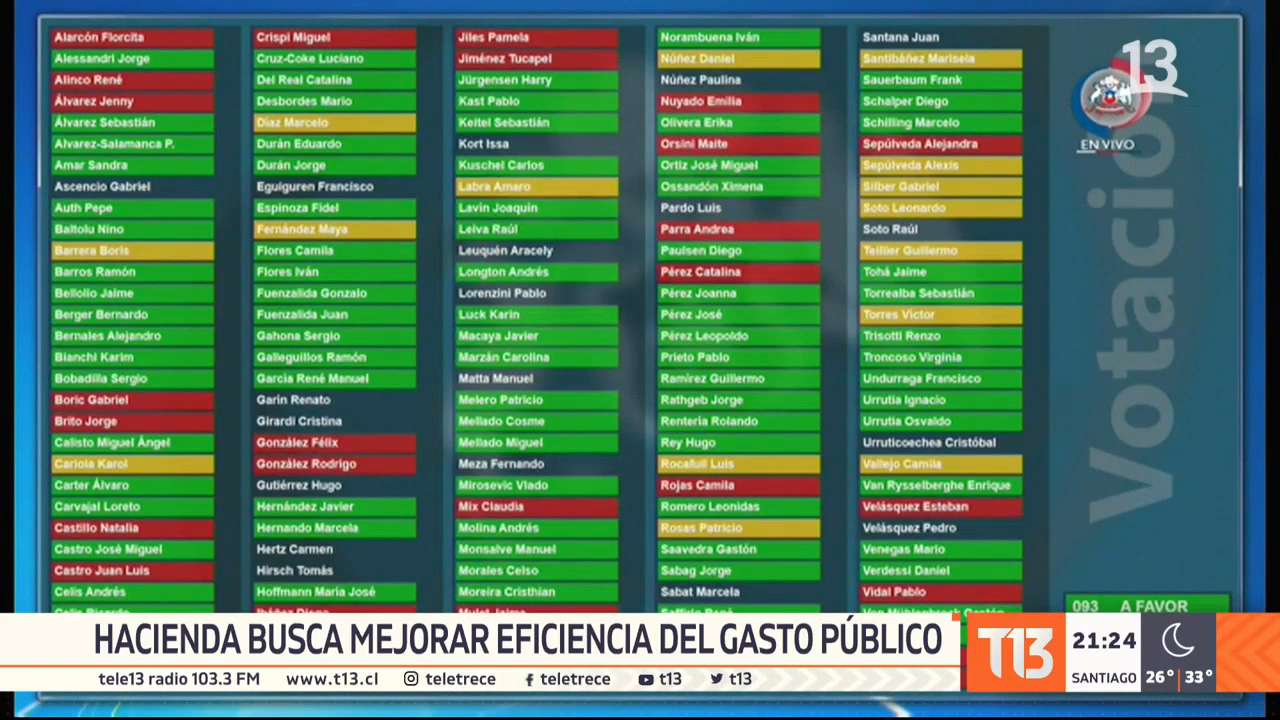 Alarcón Florcita
Alessandri Jorge
Alinco René
Álvarez Jenny
Álvarez Sebastián
Alvarez-Salamanca P.
Amar Sandra
Ascencio Gabriel
Auth Pepe
Baltolu Nino
Barrera Boris
Barros Ramón
Bellolio Jaime
Berger Bernardo
Bernales Alejandro
Bianchi Karim
Bobadilla Sergio
Boric Gabriel
Brito Jorge
Calisto Miguel Ángel
Cariola Karol
Carter Álvaro
Carvajal Loreto
Castillo Natalia
Castro José Miguel
Castro Juan Luis
Celis Andrés
Celis Ricardo
Crispi Miguel
Cruz-Coke Luciano
Del Real Catalina
Desbordes Mario
Díaz Marcelo
Durán Eduardo
Durán Jorge
Eguiguren Francisco
Espinoza Fidel
Fernández Maya
Flores Camila
Flores Iván
Fuenzalida Gonzalo
Fuenzalida Juan
Gahona Sergio
Galleguillos Ramón
García René Manuel
Garín Renato
Girardi Cristina
González Félix
González Rodrigo
Gutiérrez Hugo
Hernández Javier
Hernando Marcela
Hertz Carmen
Hirsch Tomás
Hoffmann María José
Ibáñez Diego
Jiles Pamela
Jiménez Tucapel
Jürgensen Harry
Kast Pablo
Keitel Sebastián
Kort Issa
Kuschel Carlos
Labra Amaro
Lavín Joaquín
Leiva Raúl
Leuquén Aracely
Longton Andrés
Lorenzini Pablo
Luck Karin
Macaya Javier
Marzán Carolina
Matta Manuel
Melero Patricio
Mellado Cosme
Mellado Miguel
Meza Fernando
Mirosevic Vlado
Mix Claudia
Molina Andrés
Monsalve Manuel
Morales Celso
Moreira Cristhian
Mulet Jaime
Norambuena Iván
Núñez Daniel
Núñez Paulina
Nuyado Emilia
Olivera Erika
Orsini Maite
Ortiz José Miguel
Ossandón Ximena
Pardo Luis
Parra Andrea
Paulsen Diego
Pérez Catalina
Pérez Joanna
Pérez José
Pérez Leopoldo
Prieto Pablo
Ramírez Guillermo
Rathgeb Jorge
Rentería Rolando
Rey Hugo
Rocafull Luis
Rojas Camila
Romero Leonidas
Rosas Patricio
Saavedra Gastón
Sabag Jorge
Sabat Marcela
Saffirio René
Santana Juan
Santibáñez Marisela
Sauerbaum Frank
Schalper Diego
Schilling Marcelo
Sepúlveda Alejandra
Sepúlveda Alexis
Silber Gabriel
Soto Leonardo
Soto Raúl
Teillier Guillermo
Tohá Jaime
Torrealba Sebastián
Torres Víctor
Trisotti Renzo
Troncoso Virginia
Undurraga Francisco
Urrutia Ignacio
Urrutia Osvaldo
Urruticoechea Cristóbal
Vallejo Camila
Van Rysselberghe Enrique
Velásquez Esteban
Velásquez Pedro
Venegas Mario
Verdessi Daniel
Vidal Pablo
Von Mühlenbrock Gastón
13
EN VIVO
Votación
093 A FAVOR
HACIENDA BUSCA MEJORAR EFICIENCIA DEL GASTO PÚBLICO
tele13 radio 103.3 FM www.t13.cl teletrece teletrece t13 t13
T13
21:24
SANTIAGO 26° 33°